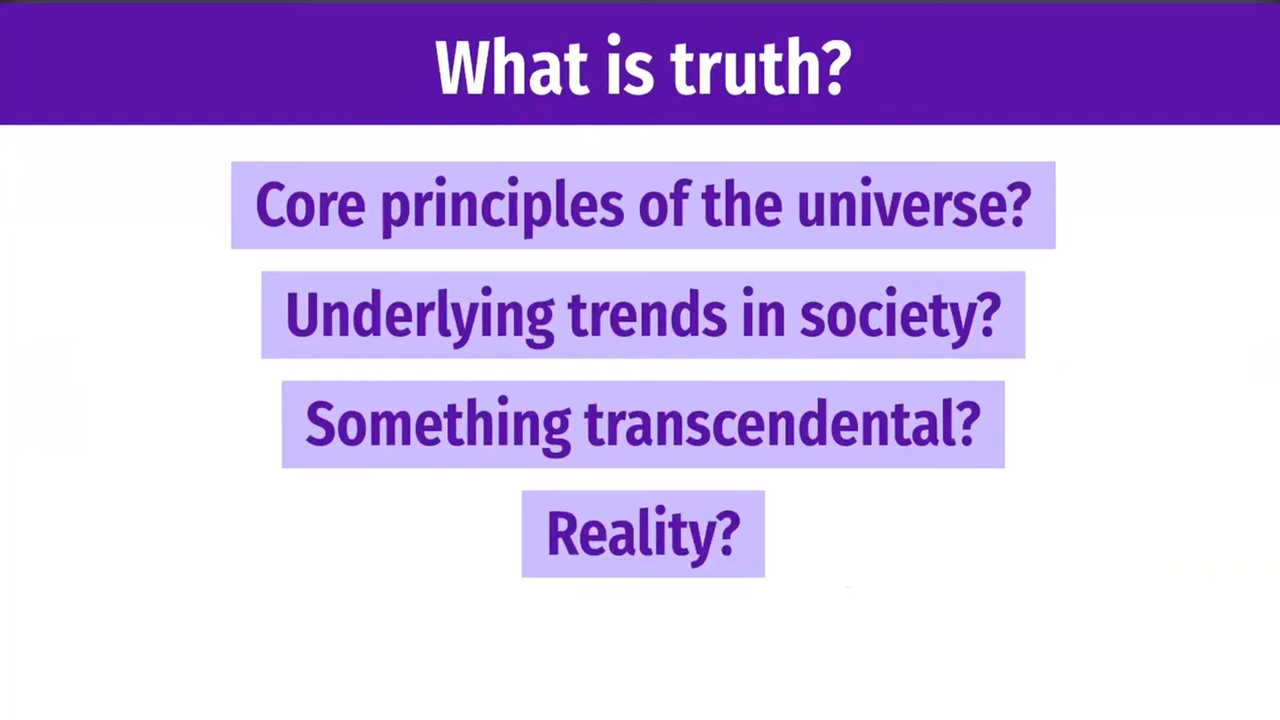 What is truth?
Core principles of the universe?
Underlying trends in society?
Something transcendental?
Reality?